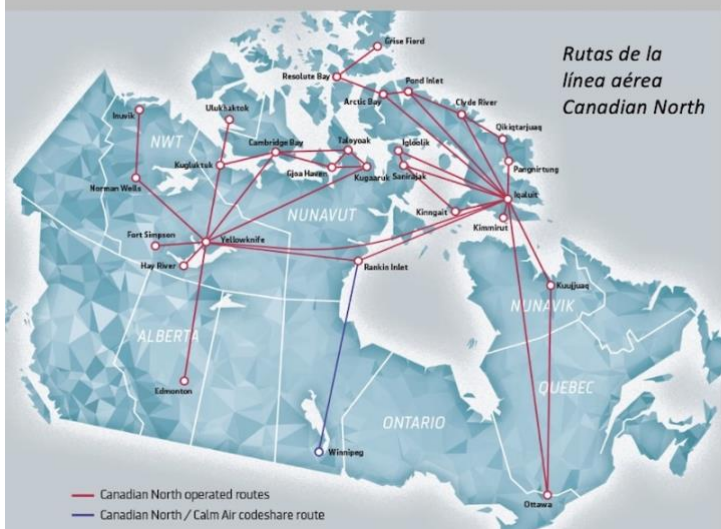 Rutas de la
línea aérea
Canadian North
Grise Fiord
Resolute Bay
Pond Inlet
Arctic Bay
Clyde River
Qikiqtarjuaq
Pangnirtung
Inuvik
Ulukhaktok
NWT
Cambridge Bay
Taloyoak
Igloolik
Kugluktuk
Gjoa Haven
Kugaaruk
Sanirajak
Norman Wells
Iqaluit
NUNAVUT
Kinngait
Kimmirut
Fort Simpson
Yellowknife
Hay River
Rankin Inlet
Kuujjuaq
NUNAVIK
ALBERTA
Edmonton
QUEBEC
ONTARIO
Winnipeg
Ottawa
Canadian North operated routes
Canadian North / Calm Air codeshare route